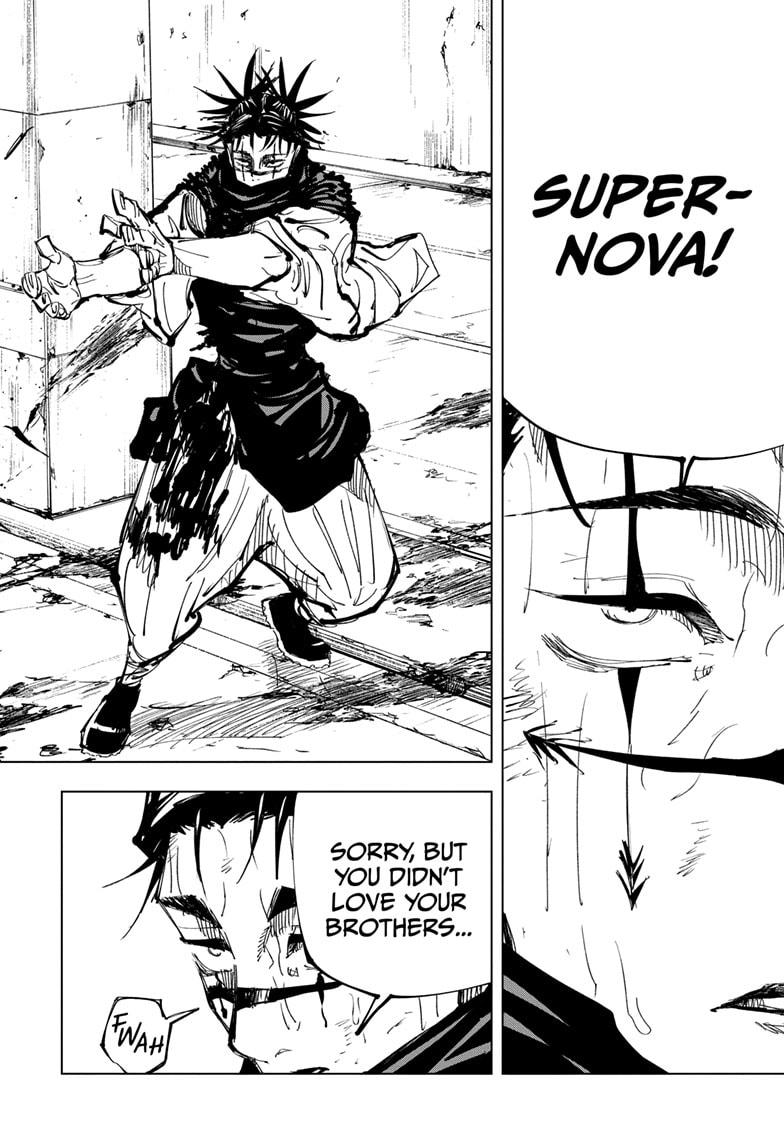 SUPER-
NOVA!
SORRY, BUT
YOU DIDN'T
LOVE YOUR
BROTHERS...
FWAH